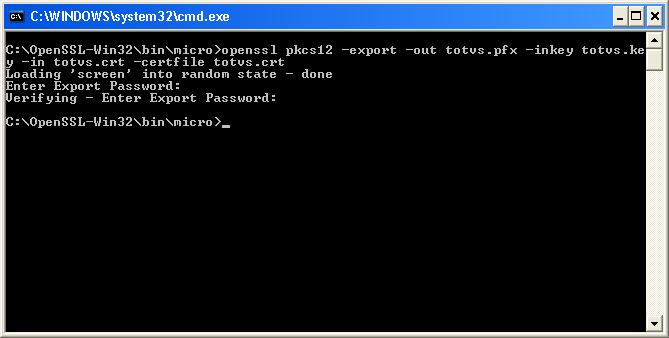 C:\WINDOWS\system32\cmd.exe
C:\OpenSSL-Win32\bin\micro>openssl pkcs12 -export -out totvs.pfx -inkey totvs.ke
y -in totvs.crt -certfile totvs.crt
Loading 'screen' into random state - done
Enter Export Password:
Verifying - Enter Export Password:
C:\OpenSSL-Win32\bin\micro>_